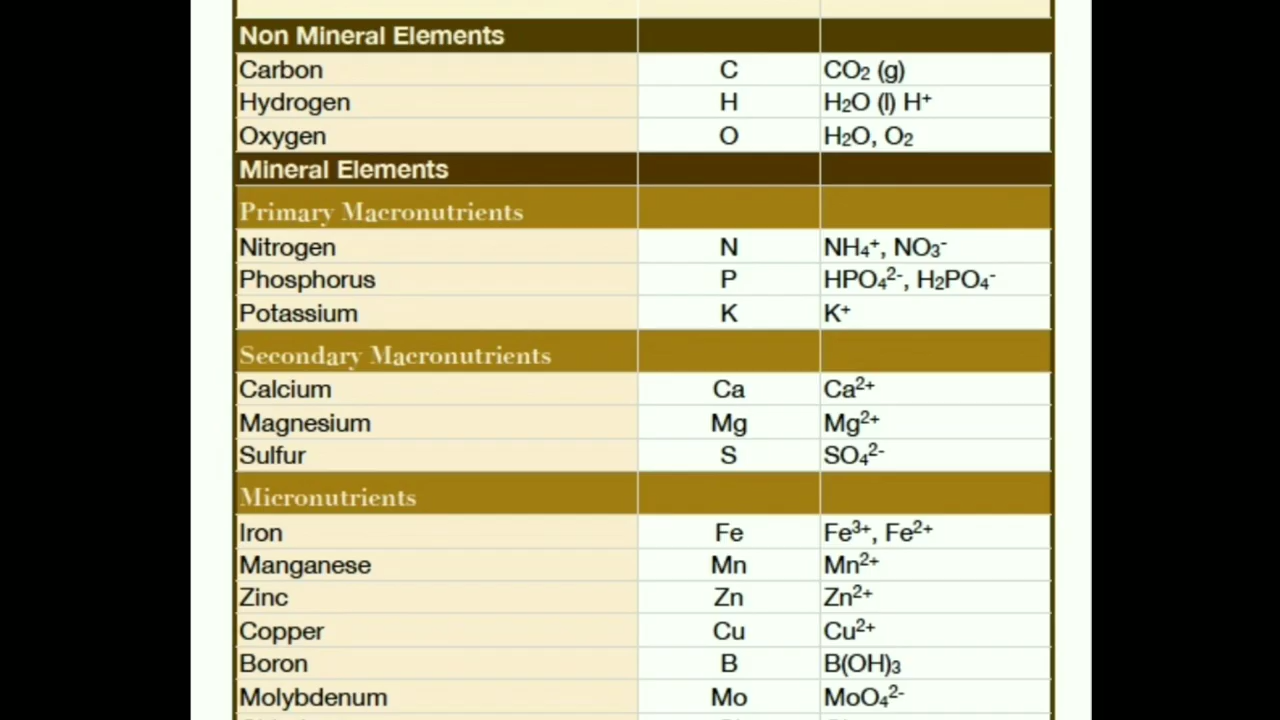 Non Mineral Elements
Carbon C CO₂ (g)
Hydrogen H H₂O (l) H⁺
Oxygen O H₂O, O₂
Mineral Elements
Primary Macronutrients
Nitrogen N NH₄⁺, NO₃⁻
Phosphorus P HPO₄²⁻, H₂PO₄⁻
Potassium K K⁺
Secondary Macronutrients
Calcium Ca Ca²⁺
Magnesium Mg Mg²⁺
Sulfur S SO₄²⁻
Micronutrients
Iron Fe Fe³⁺, Fe²⁺
Manganese Mn Mn²⁺
Zinc Zn Zn²⁺
Copper Cu Cu²⁺
Boron B B(OH)₃
Molybdenum Mo MoO₄²⁻